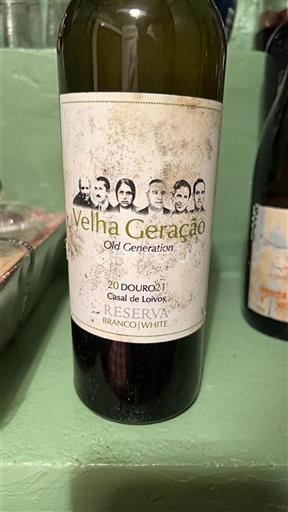 Velha Geração
Old Generation
20 DOURO 21
Casal de Loivos
RESERVA
BRANCO|WHITE